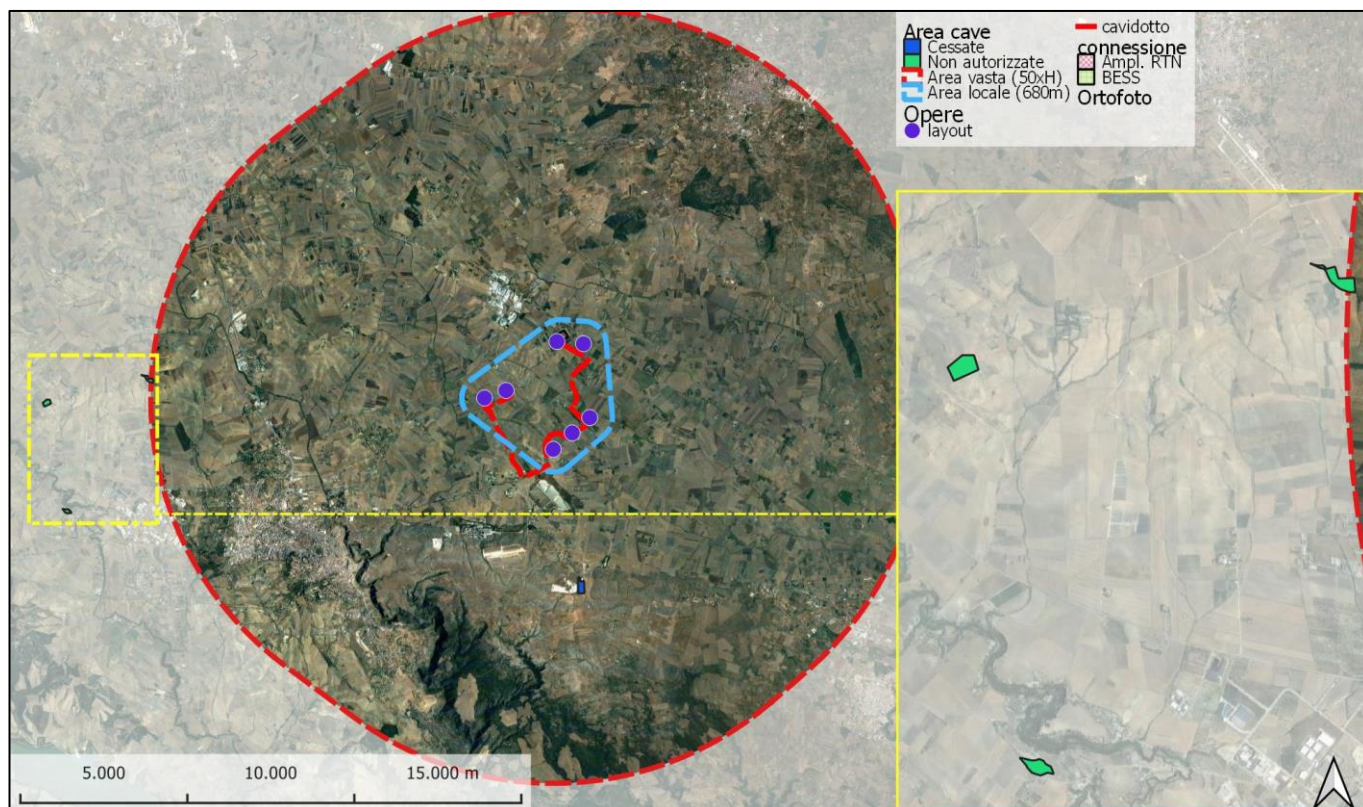 Area cave
Cessate
Non autorizzate
Area vasta (50xH)
Area locale (680m)
Opere
layout
cavidotto
connessione
Ampl. RTN
BESS
Ortofoto
5.000 10.000 15.000 m